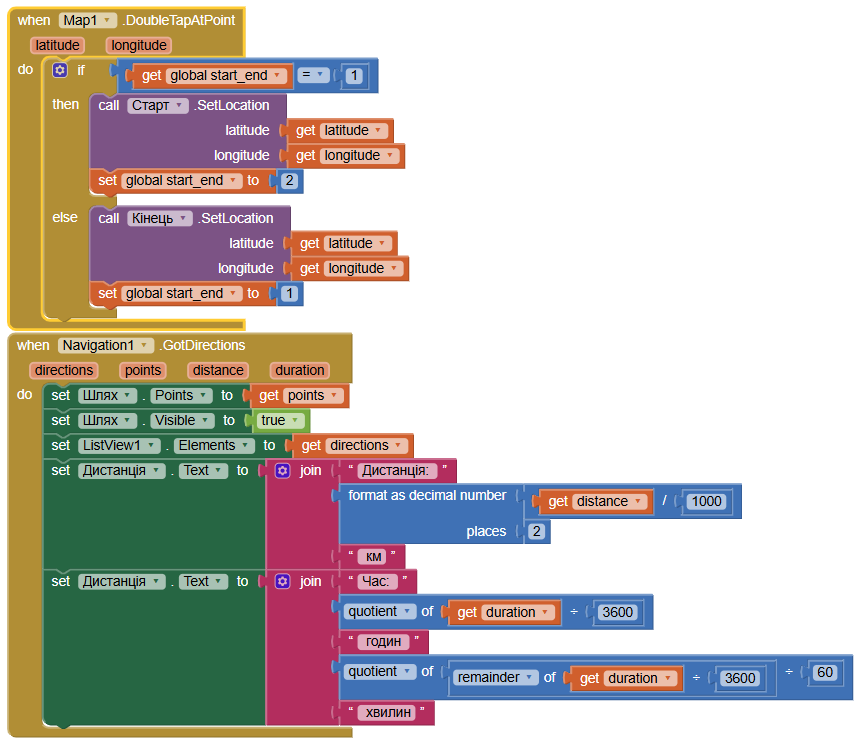 when Map1 .DoubleTapAtPoint
latitude longitude
do if get global start_end = 1
then call Старт .SetLocation
latitude get latitude
longitude get longitude
set global start_end to 2
else call Кінець .SetLocation
latitude get latitude
longitude get longitude
set global start_end to 1
when Navigation1 .GotDirections
directions points distance duration
do set Шлях . Points to get points
set Шлях . Visible to true
set ListView1 . Elements to get directions
set Дистанція . Text to join “ Дистанція: ”
format as decimal number get distance / 1000
places 2
“ км ”
set Дистанція . Text to join “ Час: ”
quotient of get duration ÷ 3600
“ годин ”
quotient of remainder of get duration ÷ 3600 ÷ 60
“ хвилин ”